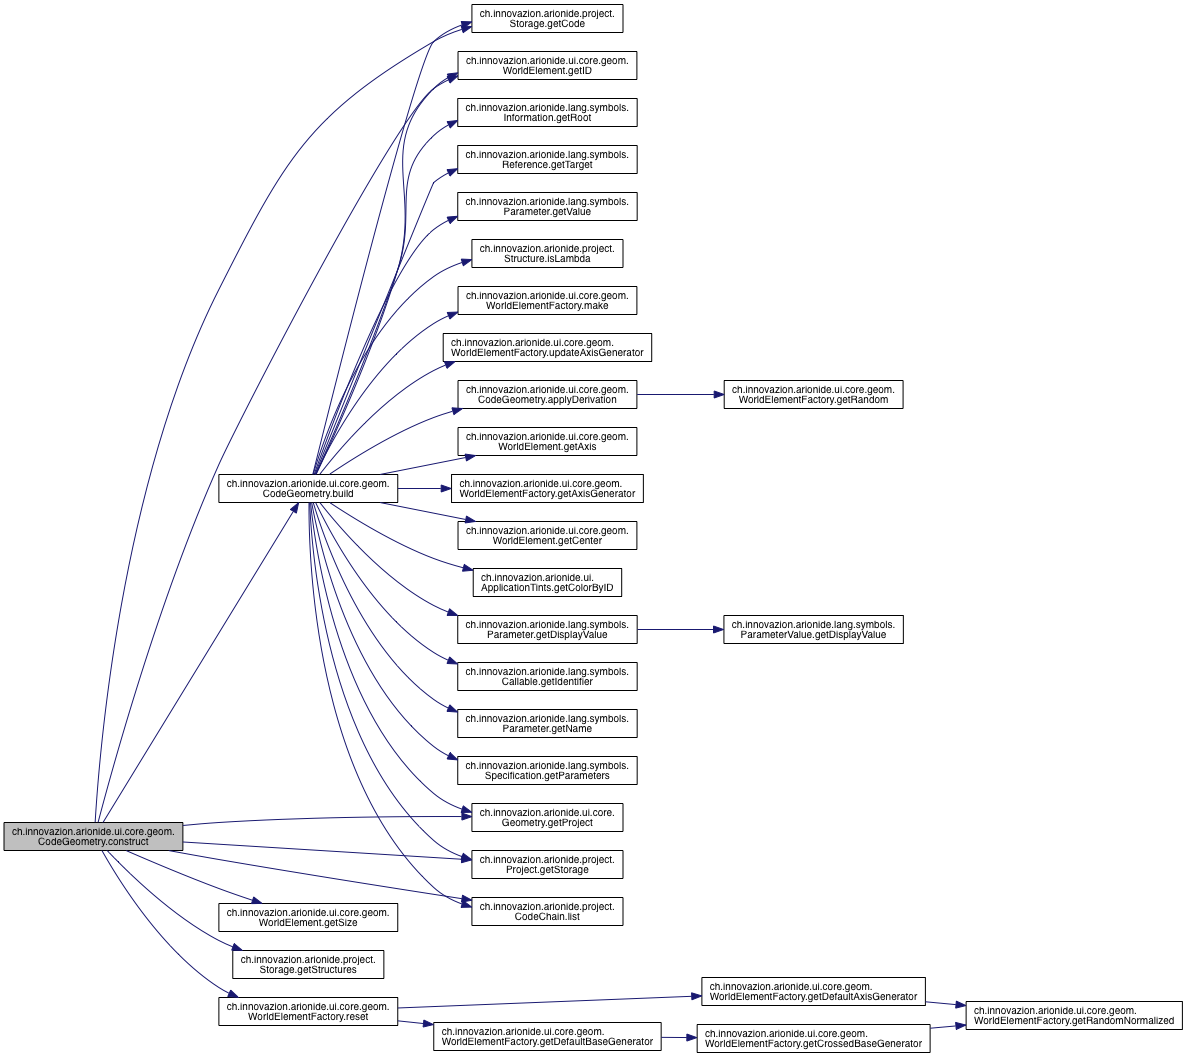 ch.innovazion.arionide.project.
Storage.getCode
ch.innovazion.arionide.ui.core.geom.
WorldElement.getID
ch.innovazion.arionide.lang.symbols.
Information.getRoot
ch.innovazion.arionide.lang.symbols.
Reference.getTarget
ch.innovazion.arionide.lang.symbols.
Parameter.getValue
ch.innovazion.arionide.project.
Structure.isLambda
ch.innovazion.arionide.ui.core.geom.
WorldElementFactory.make
ch.innovazion.arionide.ui.core.geom.
WorldElementFactory.updateAxisGenerator
ch.innovazion.arionide.ui.core.geom.
CodeGeometry.applyDerivation
ch.innovazion.arionide.ui.core.geom.
WorldElementFactory.getRandom
ch.innovazion.arionide.ui.core.geom.
WorldElement.getAxis
ch.innovazion.arionide.ui.core.geom.
CodeGeometry.build
ch.innovazion.arionide.ui.core.geom.
WorldElementFactory.getAxisGenerator
ch.innovazion.arionide.ui.core.geom.
WorldElement.getCenter
ch.innovazion.arionide.ui.
ApplicationTints.getColorByID
ch.innovazion.arionide.lang.symbols.
Parameter.getDisplayValue
ch.innovazion.arionide.lang.symbols.
ParameterValue.getDisplayValue
ch.innovazion.arionide.lang.symbols.
Callable.getIdentifier
ch.innovazion.arionide.lang.symbols.
Parameter.getName
ch.innovazion.arionide.lang.symbols.
Specification.getParameters
ch.innovazion.arionide.ui.core.
Geometry.getProject
ch.innovazion.arionide.ui.core.geom.
CodeGeometry.construct
ch.innovazion.arionide.project.
Project.getStorage
ch.innovazion.arionide.project.
CodeChain.list
ch.innovazion.arionide.ui.core.geom.
WorldElement.getSize
ch.innovazion.arionide.project.
Storage.getStructures
ch.innovazion.arionide.ui.core.geom.
WorldElementFactory.reset
ch.innovazion.arionide.ui.core.geom.
WorldElementFactory.getDefaultAxisGenerator
ch.innovazion.arionide.ui.core.geom.
WorldElementFactory.getRandomNormalized
ch.innovazion.arionide.ui.core.geom.
WorldElementFactory.getDefaultBaseGenerator
ch.innovazion.arionide.ui.core.geom.
WorldElementFactory.getCrossedBaseGenerator